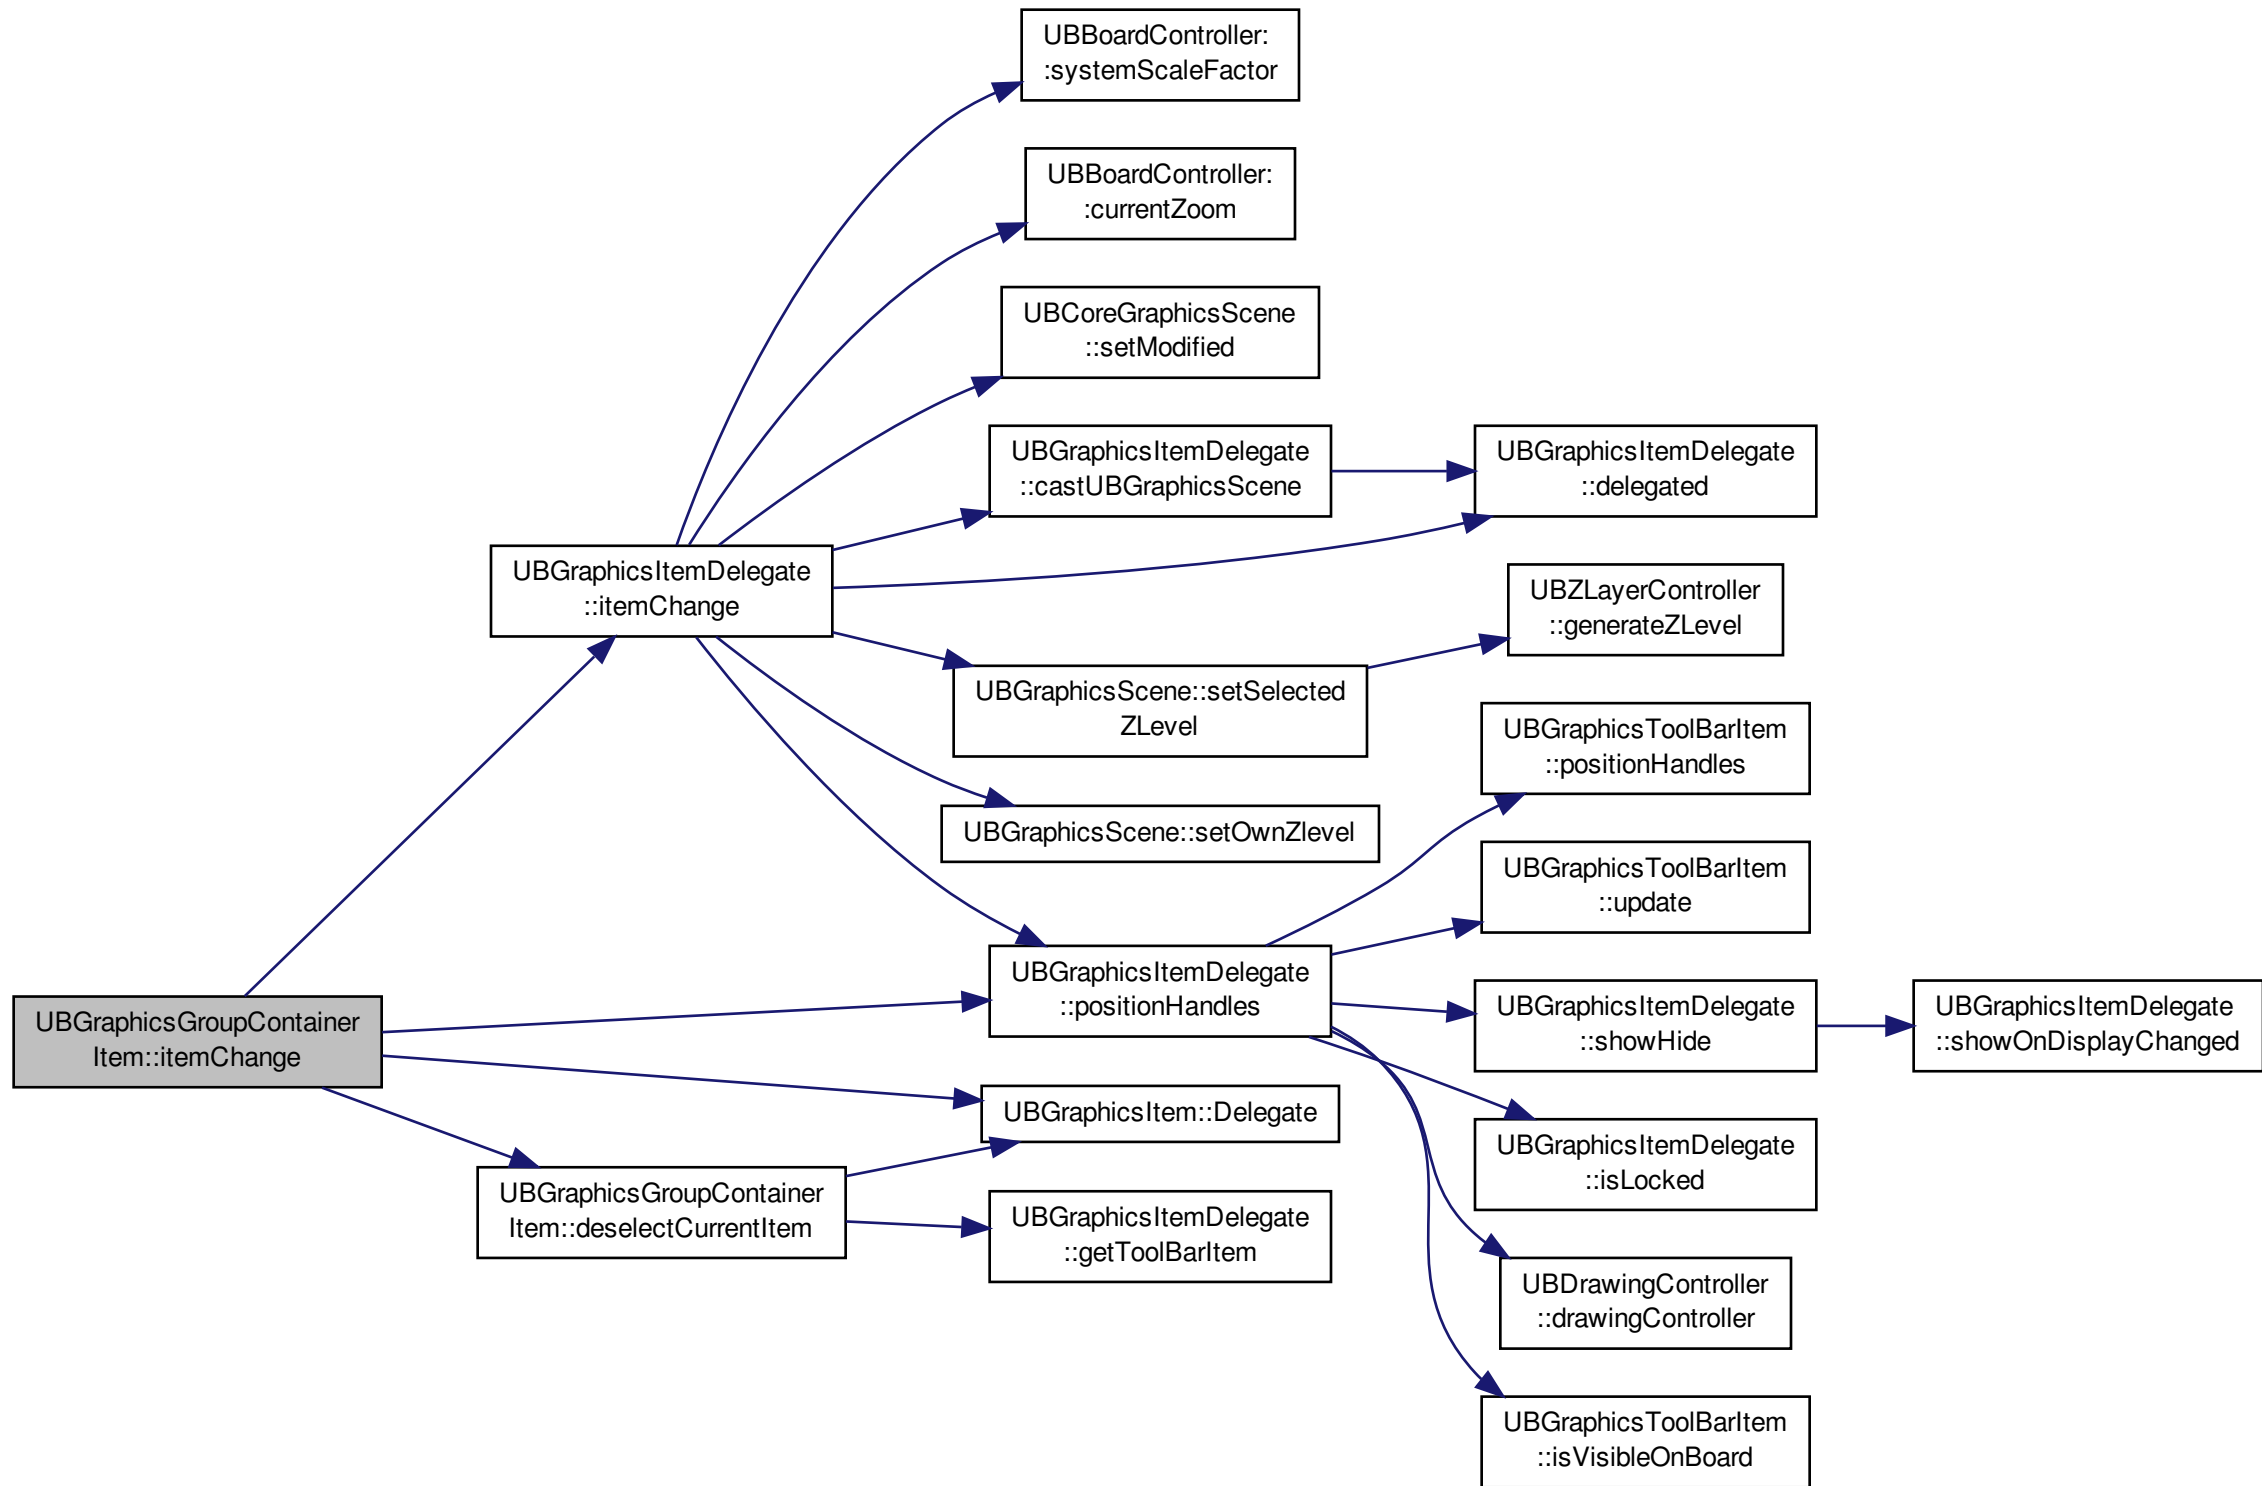 UBBoardController:
:systemScaleFactor
UBBoardController:
:currentZoom
UBCoreGraphicsScene
::setModified
UBGraphicsItemDelegate
::castUBGraphicsScene
UBGraphicsItemDelegate
::delegated
UBGraphicsItemDelegate
::itemChange
UBZLayerController
::generateZLevel
UBGraphicsScene::setSelected
ZLevel
UBGraphicsToolBarItem
::positionHandles
UBGraphicsScene::setOwnZlevel
UBGraphicsToolBarItem
::update
UBGraphicsItemDelegate
::positionHandles
UBGraphicsItemDelegate
::showHide
UBGraphicsItemDelegate
::showOnDisplayChanged
UBGraphicsGroupContainer
Item::itemChange
UBGraphicsItem::Delegate
UBGraphicsItemDelegate
::isLocked
UBGraphicsGroupContainer
Item::deselectCurrentItem
UBGraphicsItemDelegate
::getToolBarItem
UBDrawingController
::drawingController
UBGraphicsToolBarItem
::isVisibleOnBoard